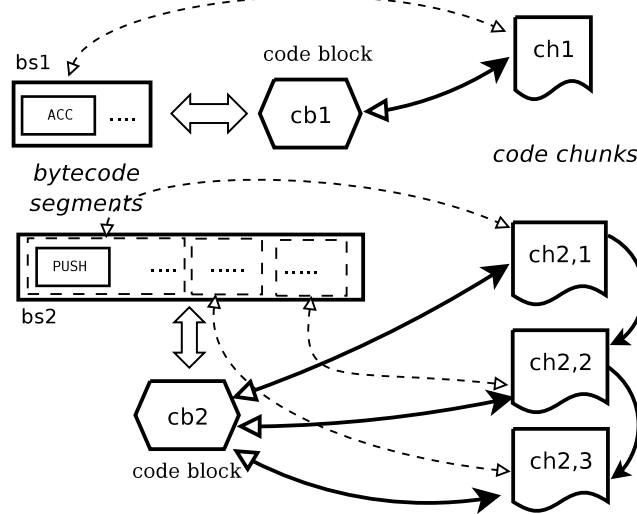 code block
ch1
bs1
ACC ....
cb1
code chunks
bytecode
segments
PUSH ..... ...... ......
ch2,1
bs2
ch2,2
cb2
code block
ch2,3